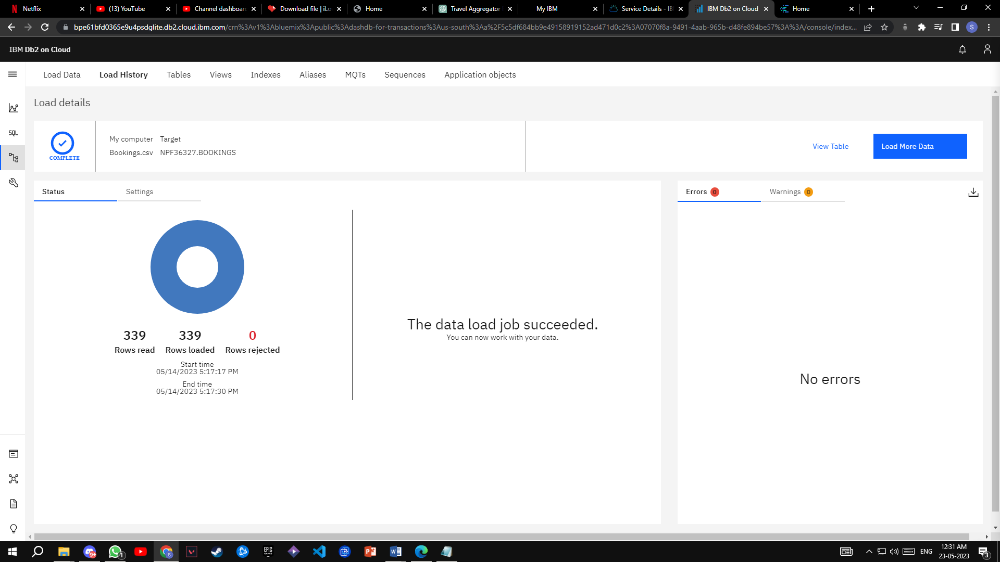 Netflix
(13) YouTube
Channel dashboard
Download file | iLo
Home
Travel Aggregator
My IBM
Service Details - IB
IBM Db2 on Cloud
Home
bpe61bfd0365e9u4psdglite.db2.cloud.ibm.com/crn%3Av1%3Abluemix%3Apublic%3Adashdb-for-transactions%3Aus-south%3Aa%2F5c5df684bb9e49158919152ad471d0c2%3A07070f8a-9491-4aab-965b-d48fe894be57%3A%3A/console/index...
S
IBM Db2 on Cloud
Load Data
Load History
Tables
Views
Indexes
Aliases
MQTs
Sequences
Application objects
SQL
Load details
COMPLETE
My computer Target
Bookings.csv NPF36327.BOOKINGS
View Table
Load More Data
Status
Settings
Errors 0
Warnings 0
339 339 0
Rows read Rows loaded Rows rejected
Start time
05/14/2023 5:17:17 PM
End time
05/14/2023 5:17:30 PM
The data load job succeeded.
You can now work with your data.
No errors
9+
1
S
EPIC
GAMES
ENG
12:31 AM
23-05-2023
3